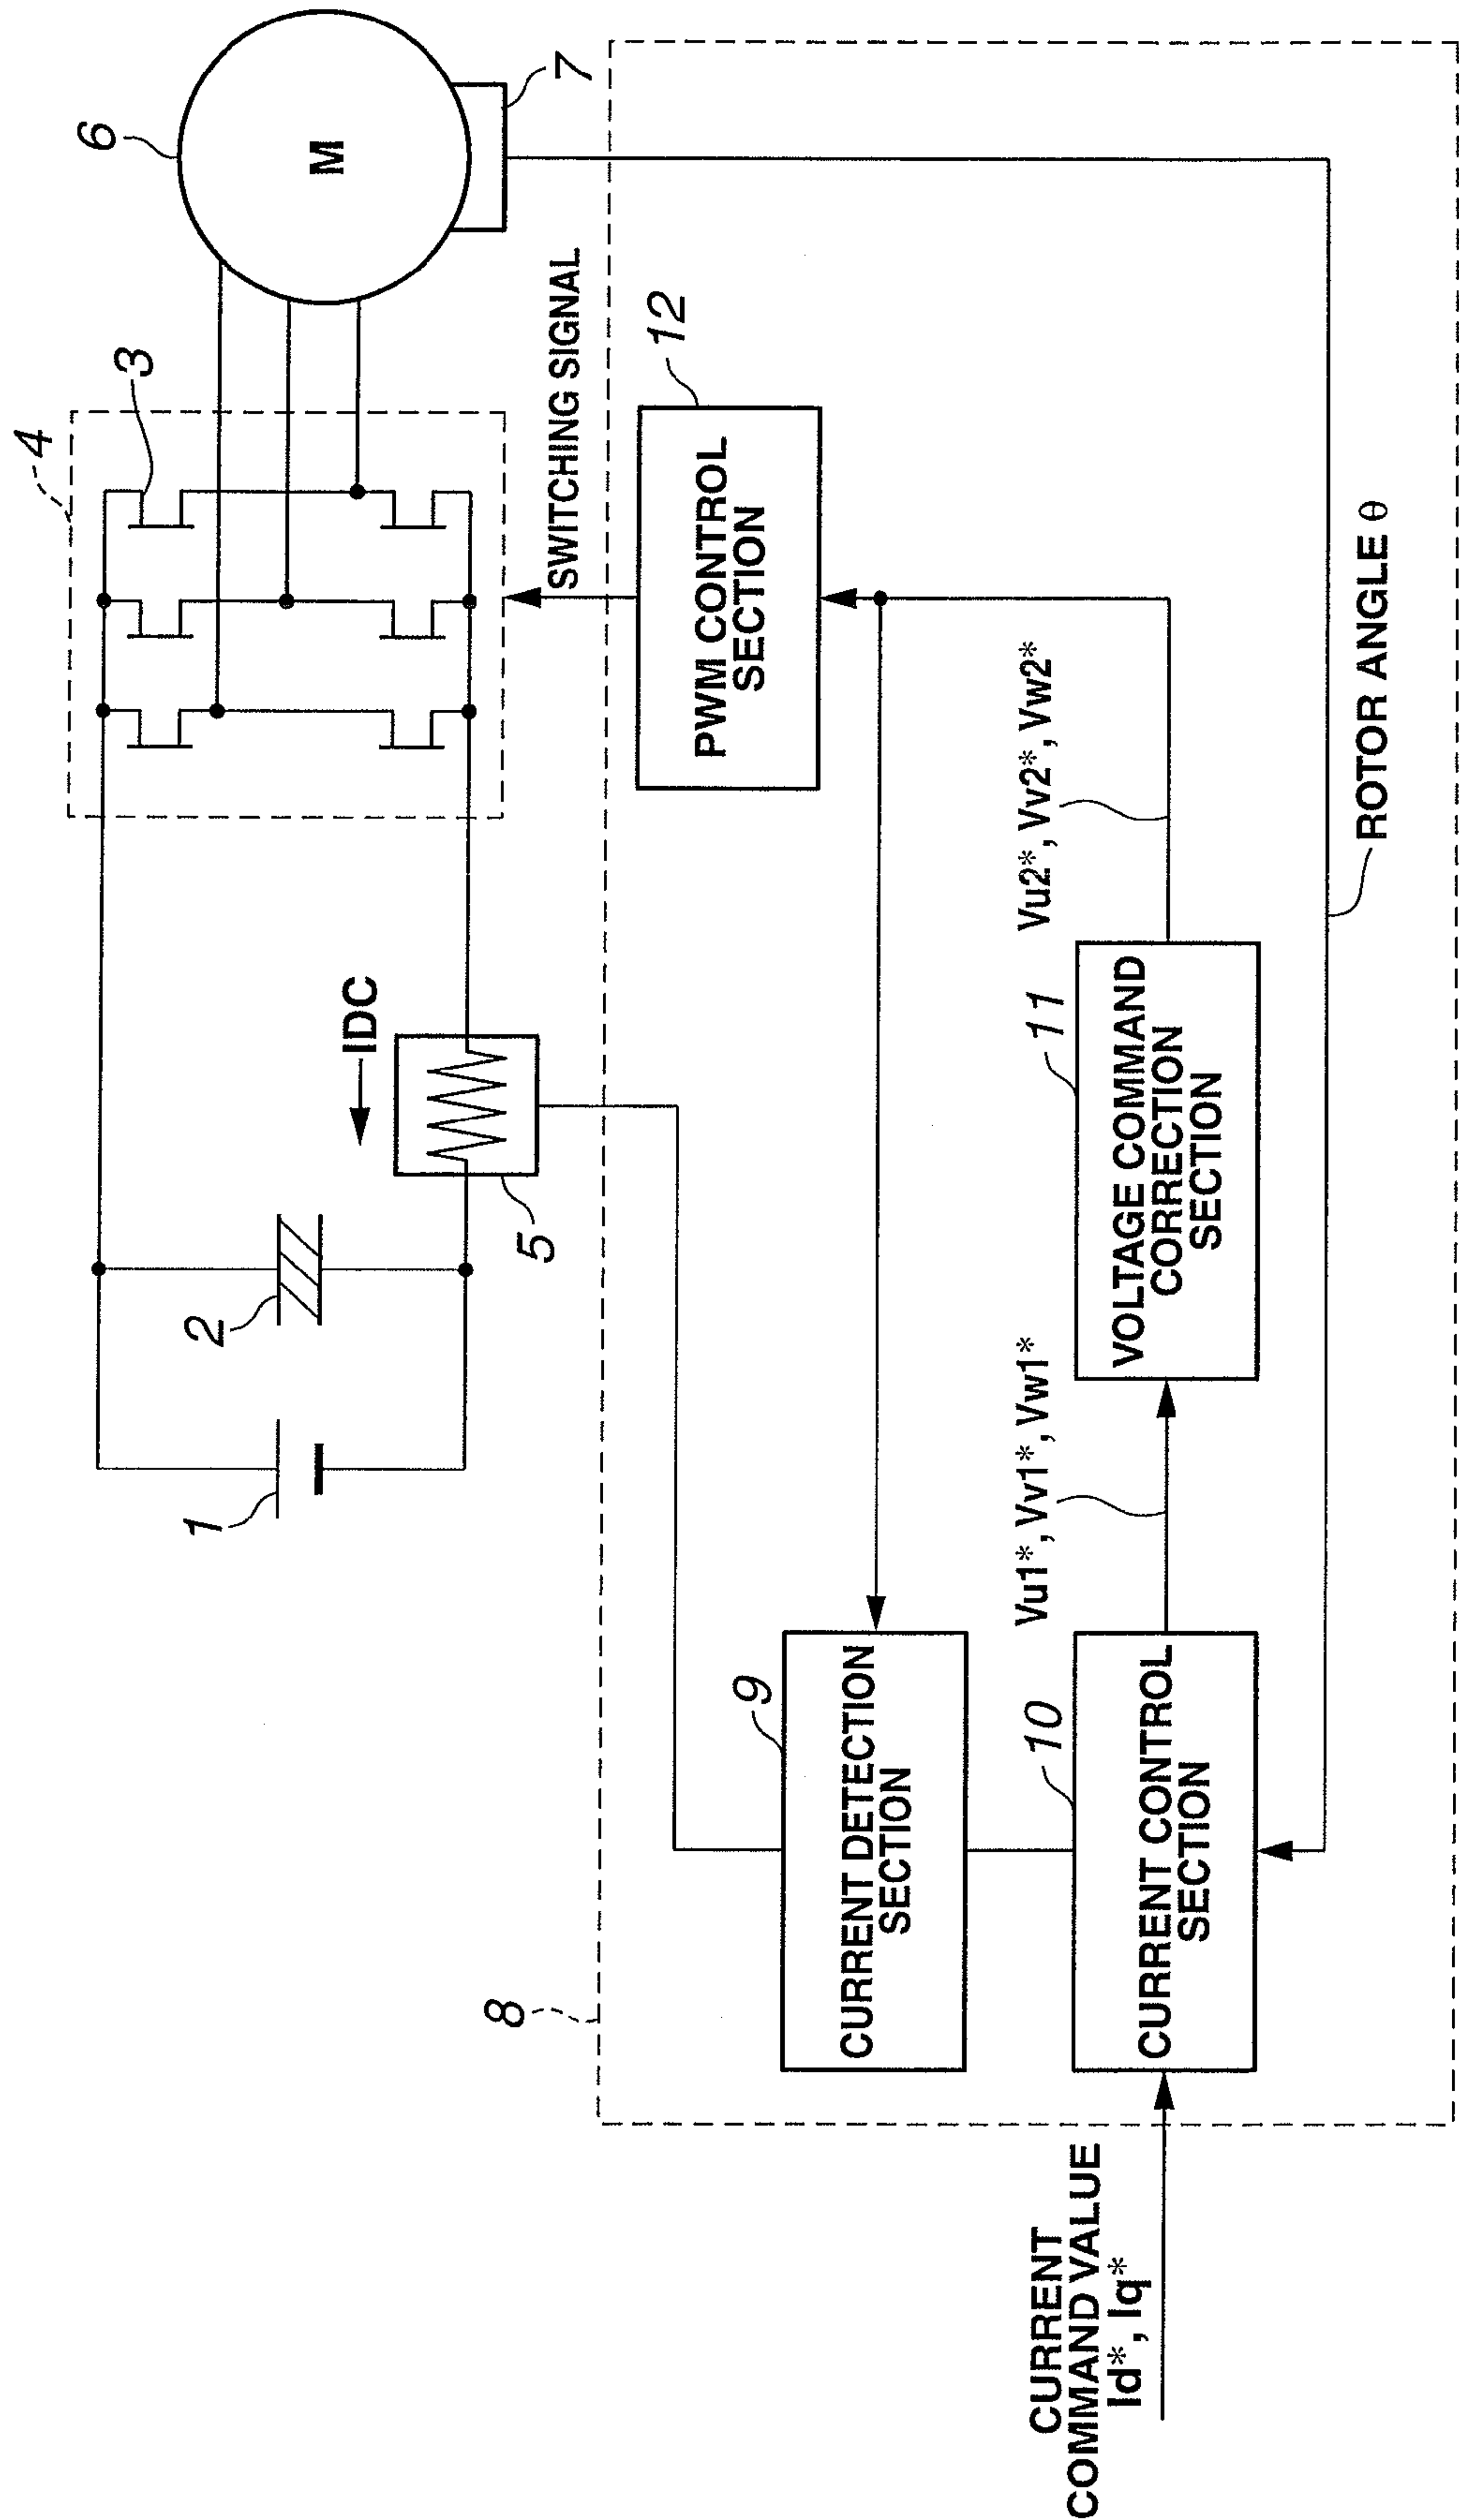 1
2
IDC
5
4
3
6
M
7
SWITCHING SIGNAL
8
9
CURRENT DETECTION
SECTION
12
PWM CONTROL
SECTION
CURRENT
COMMAND VALUE
Id*, Iq*
10
CURRENT CONTROL
SECTION
Vu1*, Vv1*, Vw1*
11
VOLTAGE COMMAND
CORRECTION
SECTION
Vu2*, Vv2*, Vw2*
ROTOR ANGLE θ